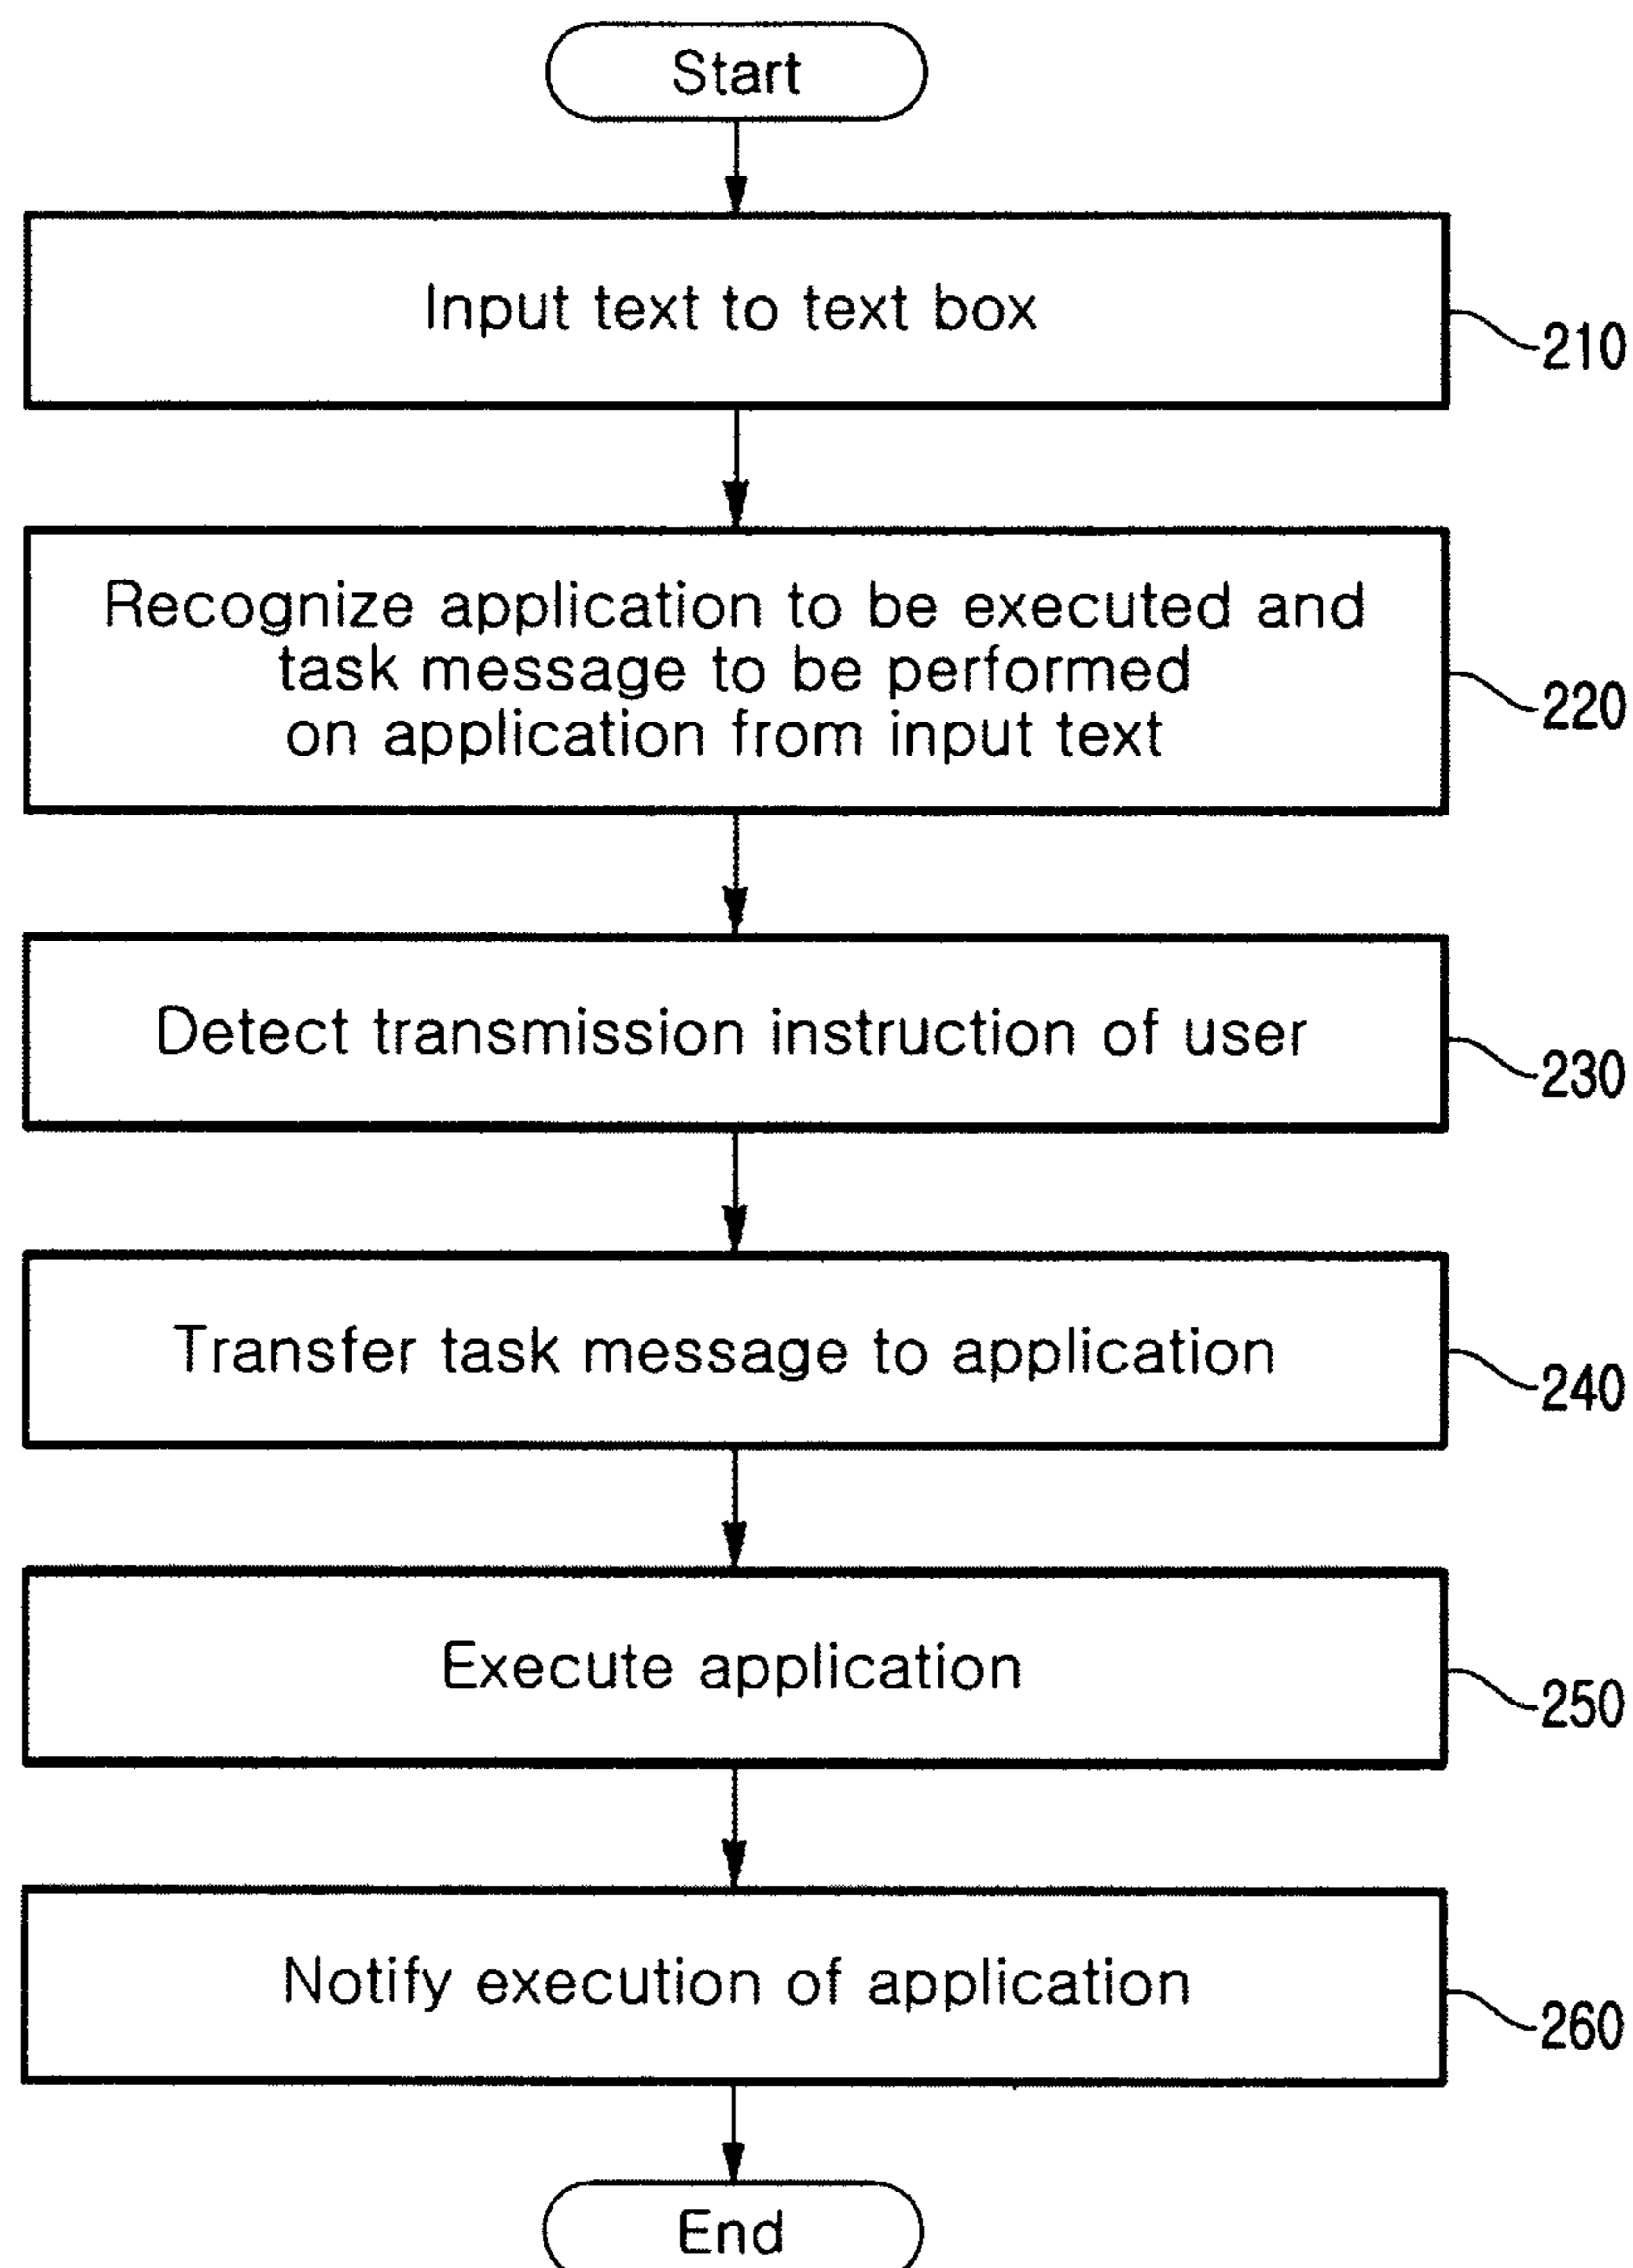 Start
Input text to text box
210
Recognize application to be executed and
task message to be performed
on application from input text
220
Detect transmission instruction of user
230
Transfer task message to application
240
Execute application
250
Notify execution of application
260
End